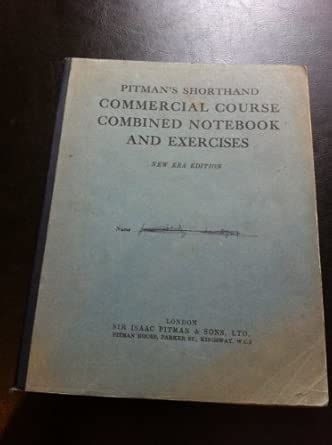 PITMAN'S SHORTHAND
COMMERCIAL COURSE
COMBINED NOTEBOOK
AND EXERCISES
NEW ERA EDITION
Name
LONDON
SIR ISAAC PITMAN & SONS, LTD.
PITMAN HOUSE, PARKER ST., KINGSWAY, W.C.2